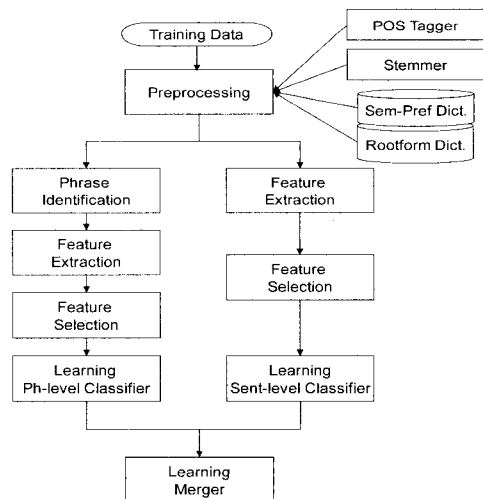 Training Data
POS Tagger
Stemmer
Preprocessing
Sem-Pref Dict.
Rootform Dict.
Phrase
Identification
Feature
Extraction
Feature
Extraction
Feature
Selection
Feature
Selection
Learning
Ph-level Classifier
Learning
Sent-level Classifier
Learning
Merger